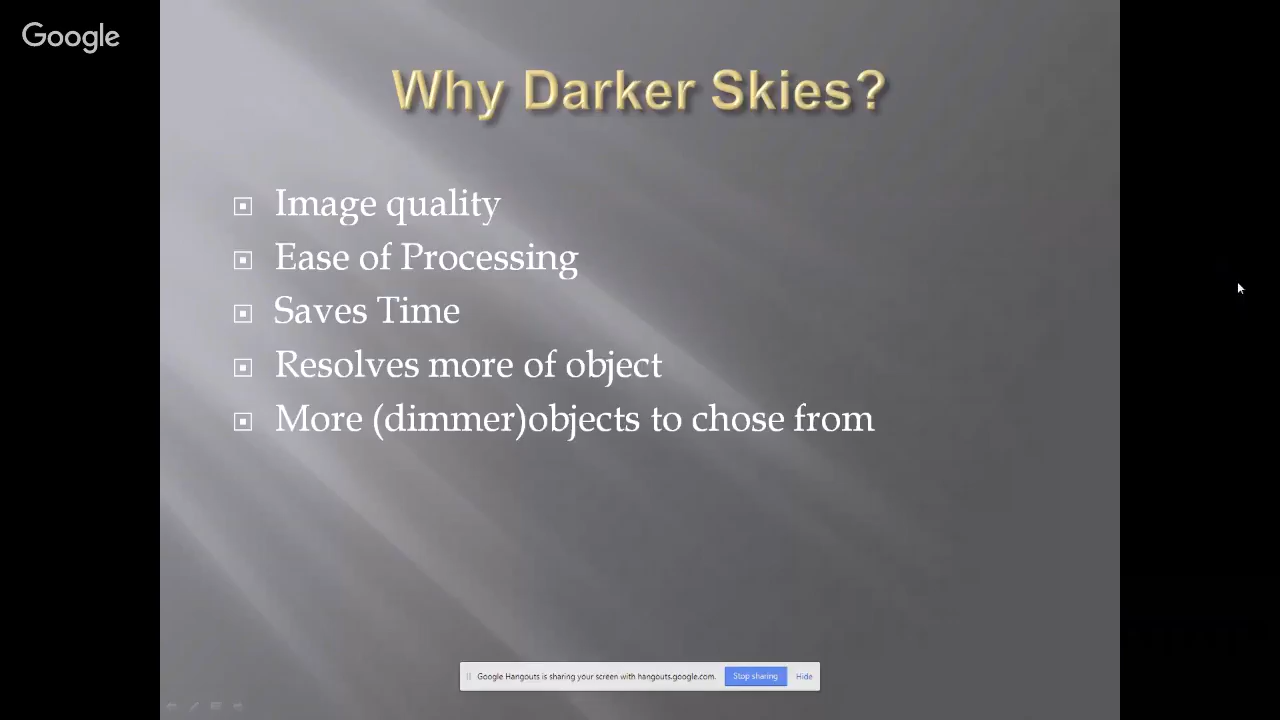 Google
Why Darker Skies?
Image quality
Ease of Processing
Saves Time
Resolves more of object
More (dimmer)objects to chose from
Google Hangouts is sharing your screen with hangouts.google.com. Stop sharing Hide